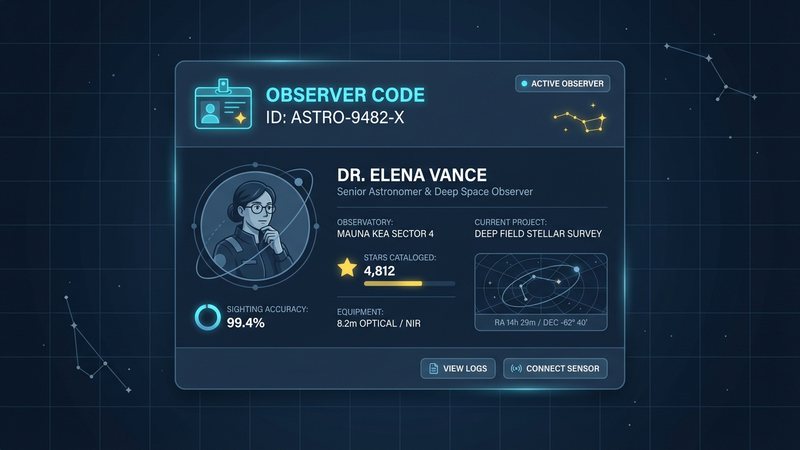 OBSERVER CODE
ID: ASTRO-9482-X
ACTIVE OBSERVER
DR. ELENA VANCE
Senior Astronomer & Deep Space Observer
OBSERVATORY:
MAUNA KEA SECTOR 4
CURRENT PROJECT:
DEEP FIELD STELLAR SURVEY
STARS CATALOGED:
4,812
SIGHTING ACCURACY:
99.4%
EQUIPMENT:
8.2m OPTICAL / NIR
RA 14h 29m / DEC -62° 40'
VIEW LOGS
CONNECT SENSOR